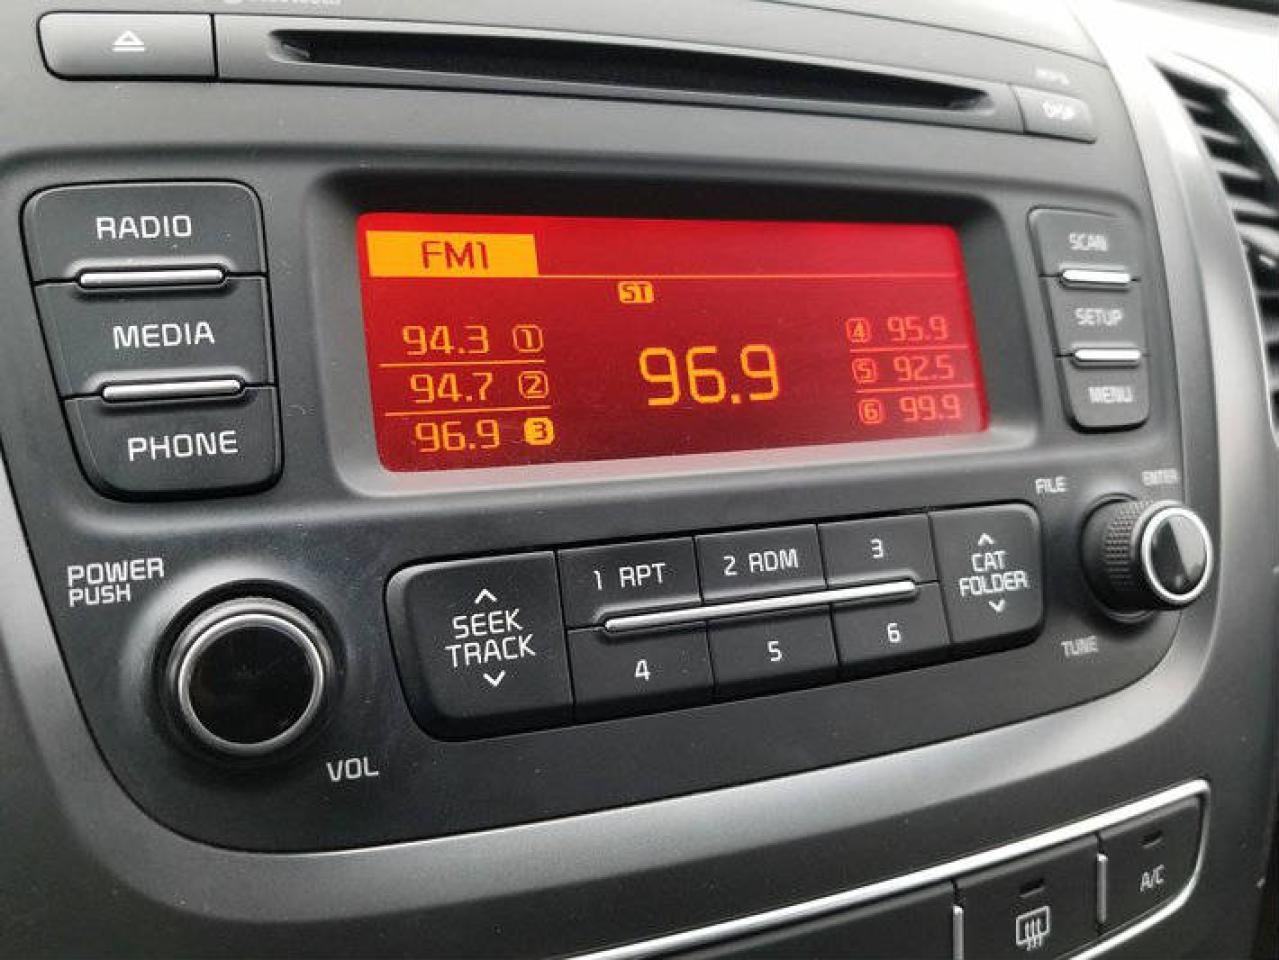 DISP
RADIO
MEDIA
PHONE
FM1
ST
94.3 1
94.7 2
96.9 3
96.9
4 95.9
5 92.5
6 99.9
SCAN
SETUP
MENU
POWER
PUSH
VOL
SEEK
TRACK
1 RPT
2 RDM
3
4
5
6
CAT
FOLDER
FILE
ENTER
TUNE
A/C